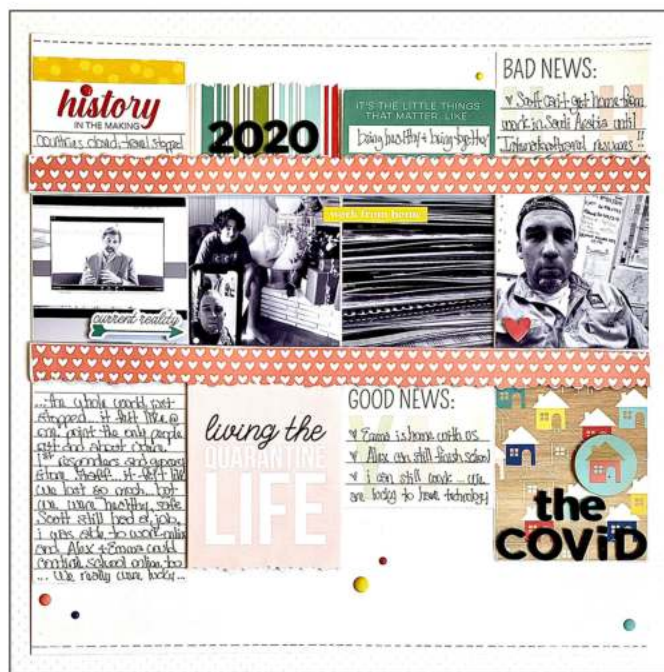 history
IN THE MAKING
countries closed, travel stopped
2020
IT'S THE LITTLE THINGS
THAT MATTER, LIKE
being healthy + being together
BAD NEWS:
♥ Scott can't get home from
work in Saudi Arabia until
International travel resumes!!
work from home
current reality
...the whole world just
stopped... it felt like @
one point the only people
out and about were
1st responders and grocery
store staff. it felt like
we lost so much... but
we were healthy, safe
Scott still had a job,
i was able to work online
and Alex + Emma could
continue school online, too
... we really were lucky...
living the
QUARANTINE
LIFE
GOOD NEWS:
♥ Emma is home with us
♥ Alex can still finish school
♥ i can still work ... we
are lucky to have technology
the
COViD